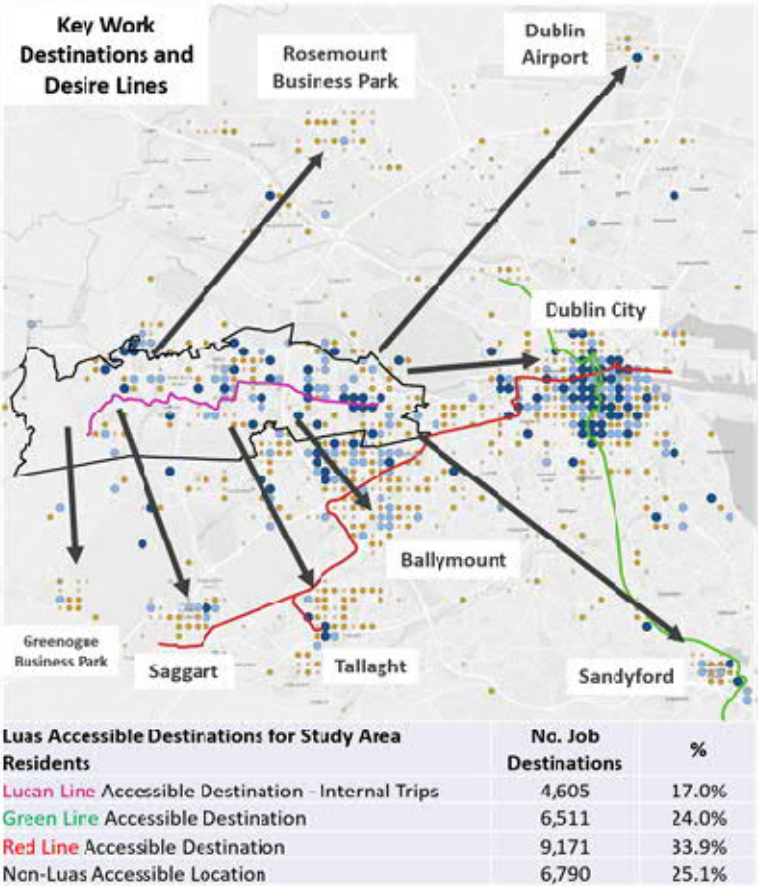 Key Work
Destinations and
Desire Lines
Rosemount
Business Park
Dublin
Airport
Dublin City
Ballymount
Greenogue
Business Park
Saggart
Tallaght
Sandyford
Luas Accessible Destinations for Study Area
Residents
No. Job
Destinations
%
Lucan Line Accessible Destination - Internal Trips 4,605 17.0%
Green Line Accessible Destination 6,511 24.0%
Red Line Accessible Destination 9,171 33.9%
Non-Luas Accessible Location 6,790 25.1%